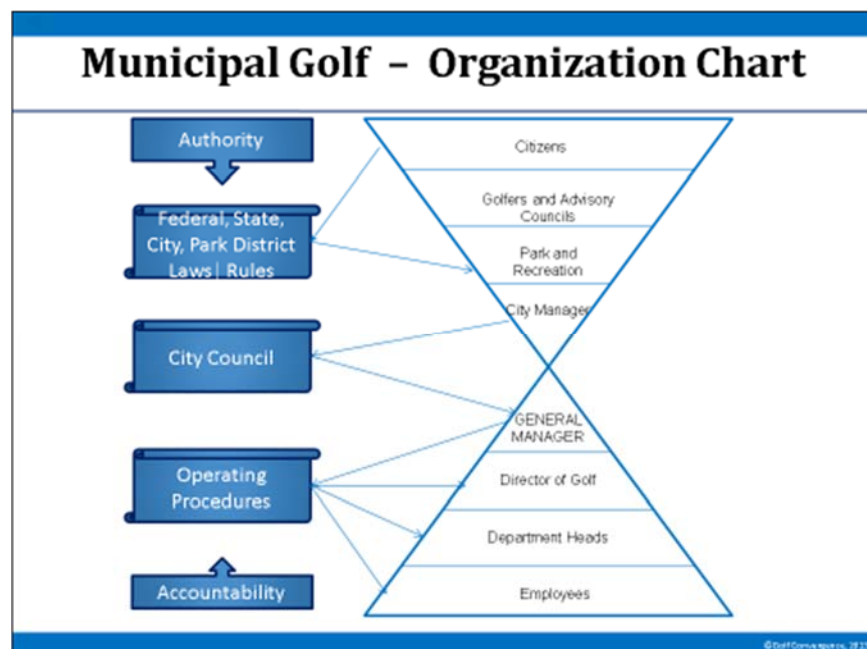 Municipal Golf – Organization Chart
Authority
Federal, State,
City, Park District
Laws| Rules
City Council
Operating
Procedures
Accountability
Citizens
Golfers and Advisory
Councils
Park and
Recreation
City Manager
GENERAL
MANAGER
Director of Golf
Department Heads
Employees